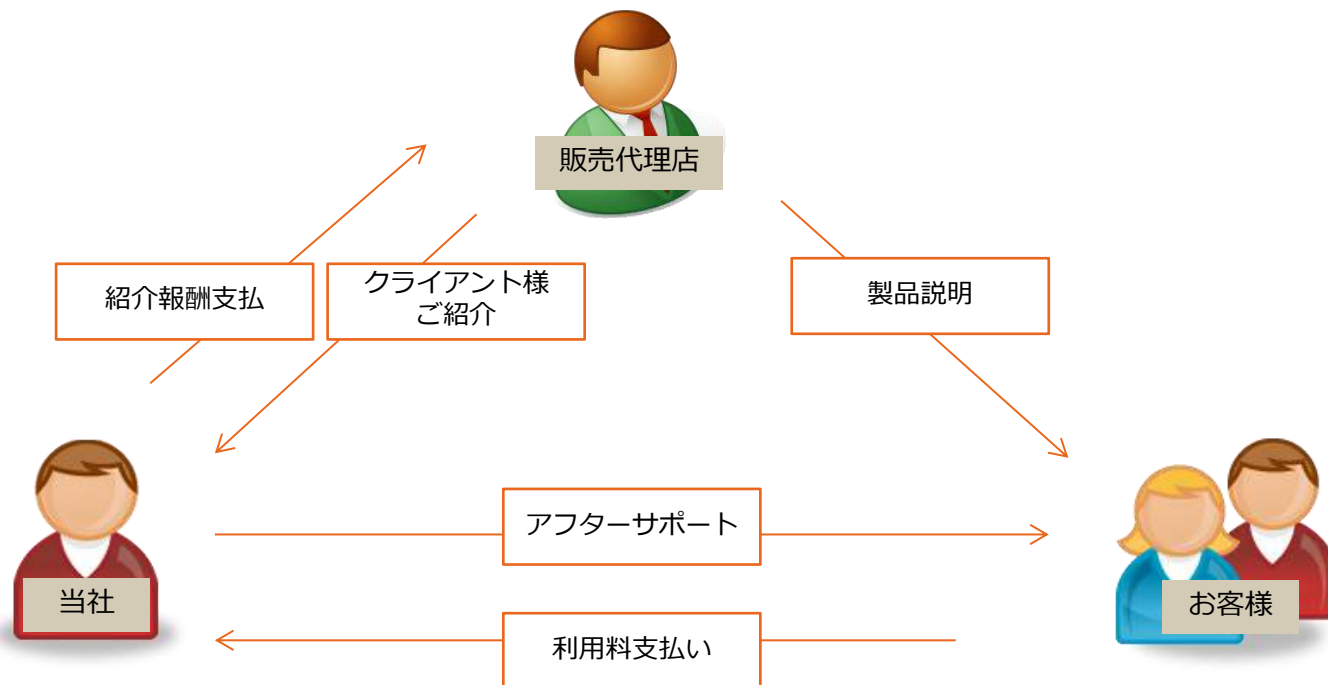 販売代理店
紹介報酬支払
クライアント様
ご紹介
製品説明
アフターサポート
当社
お客様
利用料支払い